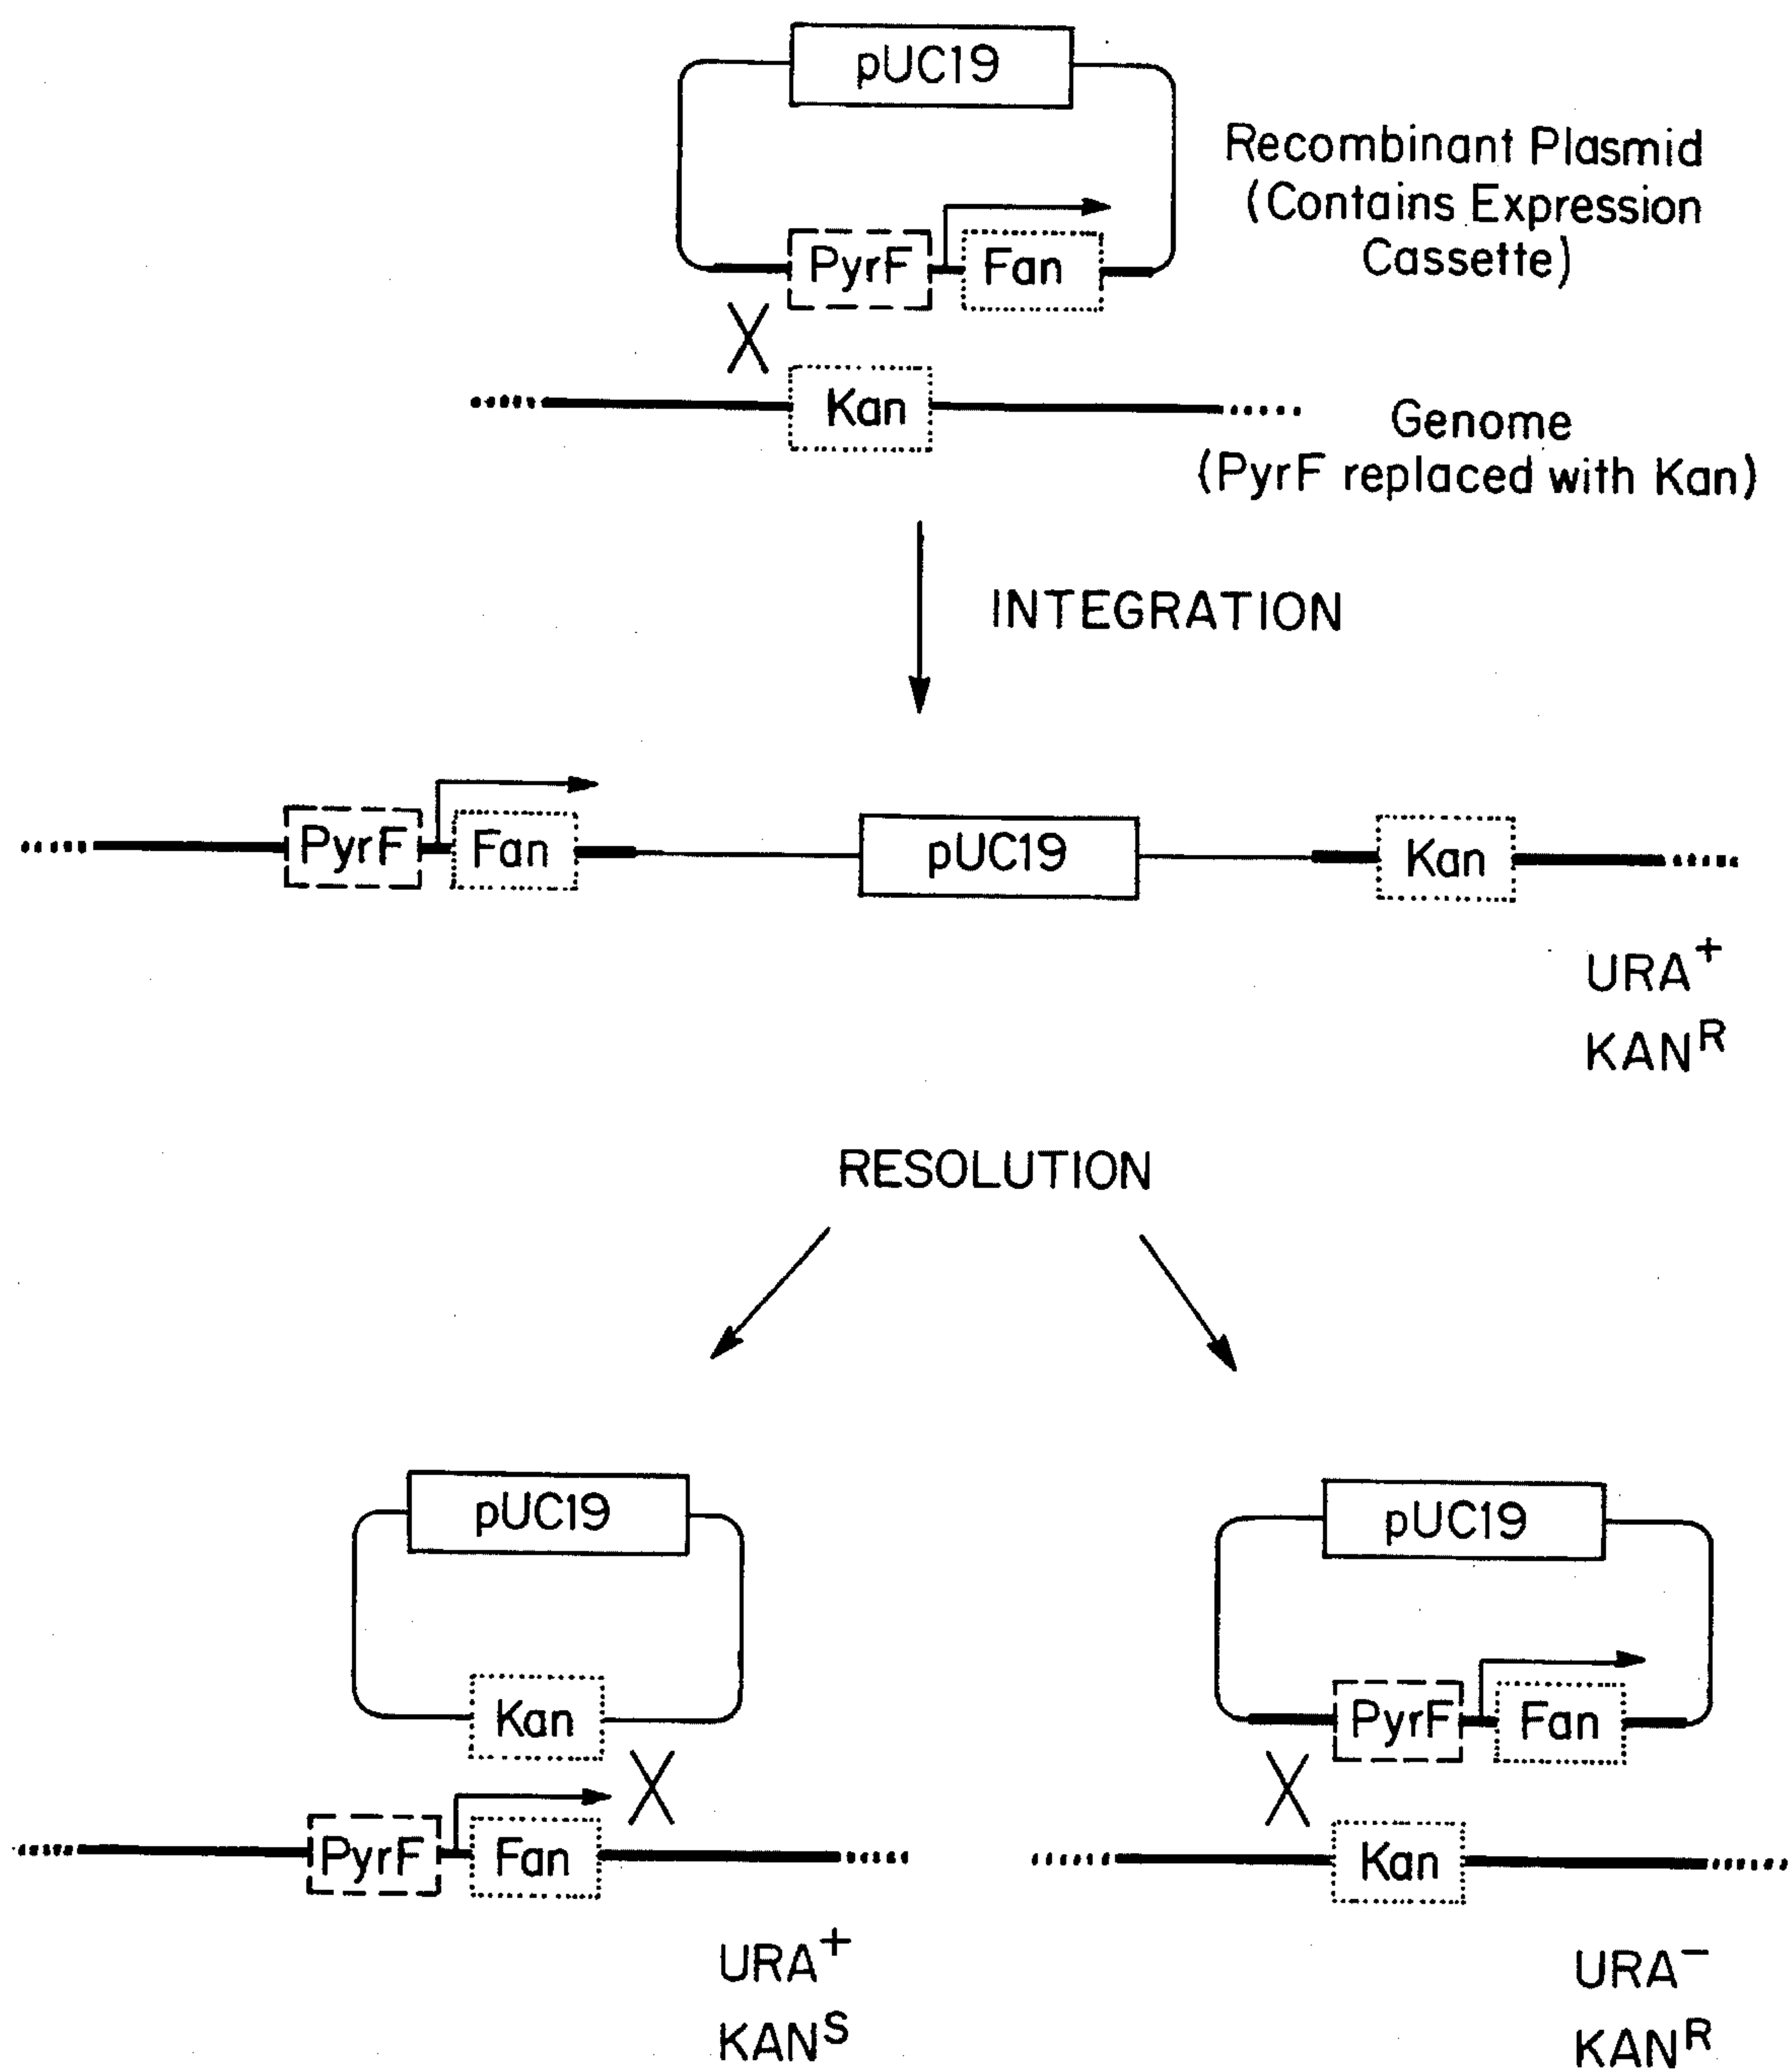 pUC19
Recombinant Plasmid
(Contains Expression
Cassette)
PyrF
Fan
Kan
Genome
(PyrF replaced with Kan)
INTEGRATION
PyrF
Fan
pUC19
Kan
URA+
KANR
RESOLUTION
pUC19
Kan
PyrF
Fan
URA+
KANS
pUC19
PyrF
Fan
Kan
URA-
KANR